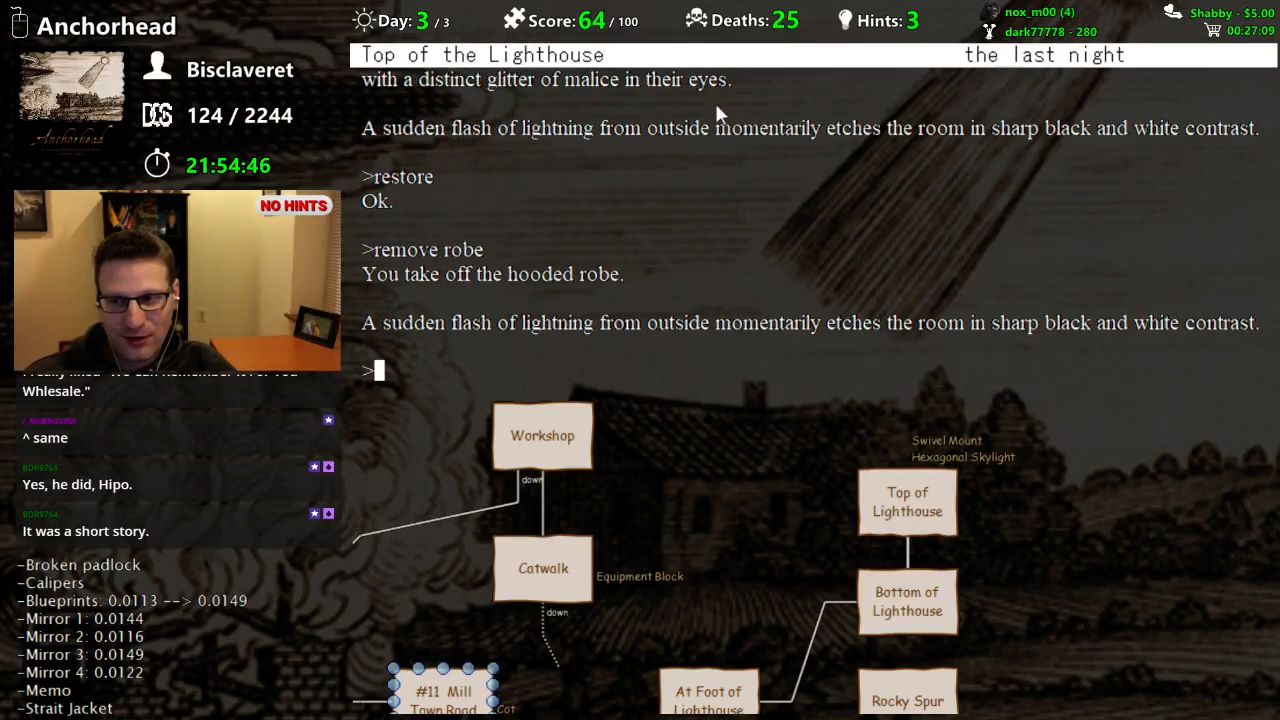 Anchorhead
Day: 3 / 3
Score: 64 / 100
Deaths: 25
Hints: 3
nox_m00 (4)
dark77778 - 280
Shabby - $5.00
00:27:09
Anchorhead
Bisclaveret
DGS 124 / 2244
21:54:46
NO HINTS
Whlesale."
^ same
BDR9764
Yes, he did, Hipo.
BDR9764
It was a short story.
-Broken padlock
-Calipers
-Blueprints: 0.0113 --> 0.0149
-Mirror 1: 0.0144
-Mirror 2: 0.0116
-Mirror 3: 0.0149
-Mirror 4: 0.0122
-Memo
-Strait Jacket
Top of the Lighthouse the last night
with a distinct glitter of malice in their eyes.
A sudden flash of lightning from outside momentarily etches the room in sharp black and white contrast.
>restore
Ok.
>remove robe
You take off the hooded robe.
A sudden flash of lightning from outside momentarily etches the room in sharp black and white contrast.
>
Workshop
down
Catwalk
Equipment Block
down
#11 Mill
Town Road
Cot
Swivel Mount
Hexagonal Skylight
Top of
Lighthouse
Bottom of
Lighthouse
At Foot of
Lighthouse
Rocky Spur